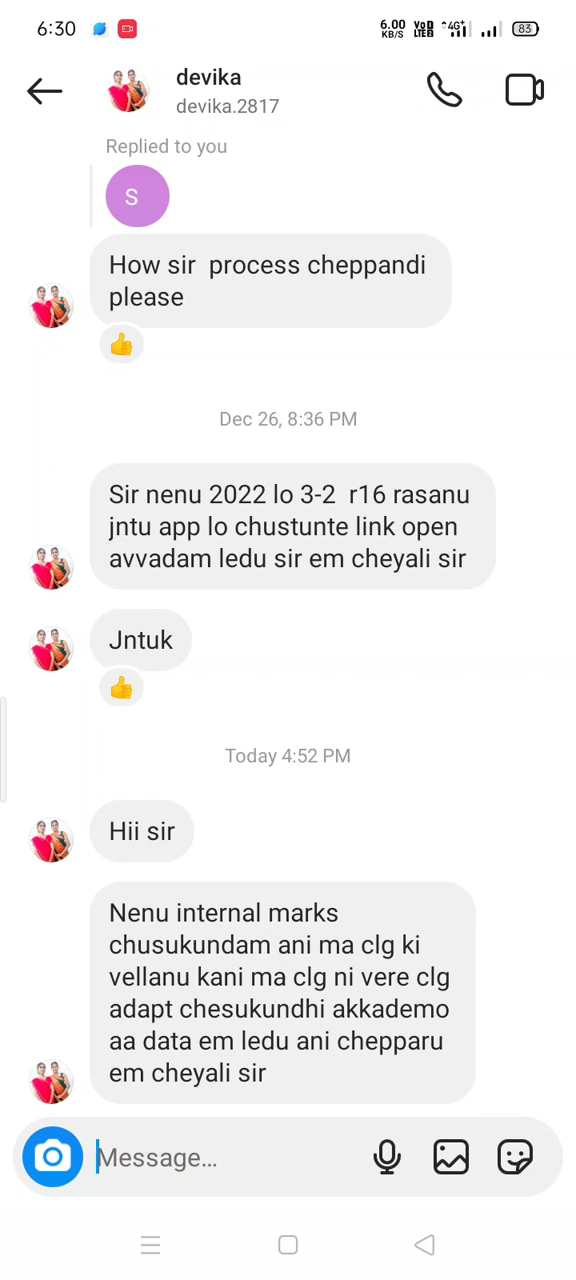 6:30
6.00 KB/S
Vo LTE 2
4G+
83
devika
devika.2817
Replied to you
S
How sir process cheppandi
please
Dec 26, 8:36 PM
Sir nenu 2022 lo 3-2 r16 rasanu
jntu app lo chustunte link open
avvadam ledu sir em cheyali sir
Jntuk
Today 4:52 PM
Hii sir
Nenu internal marks
chusukundam ani ma clg ki
vellanu kani ma clg ni vere clg
adapt chesukundhi akkademo
aa data em ledu ani chepparu
em cheyali sir
Message...